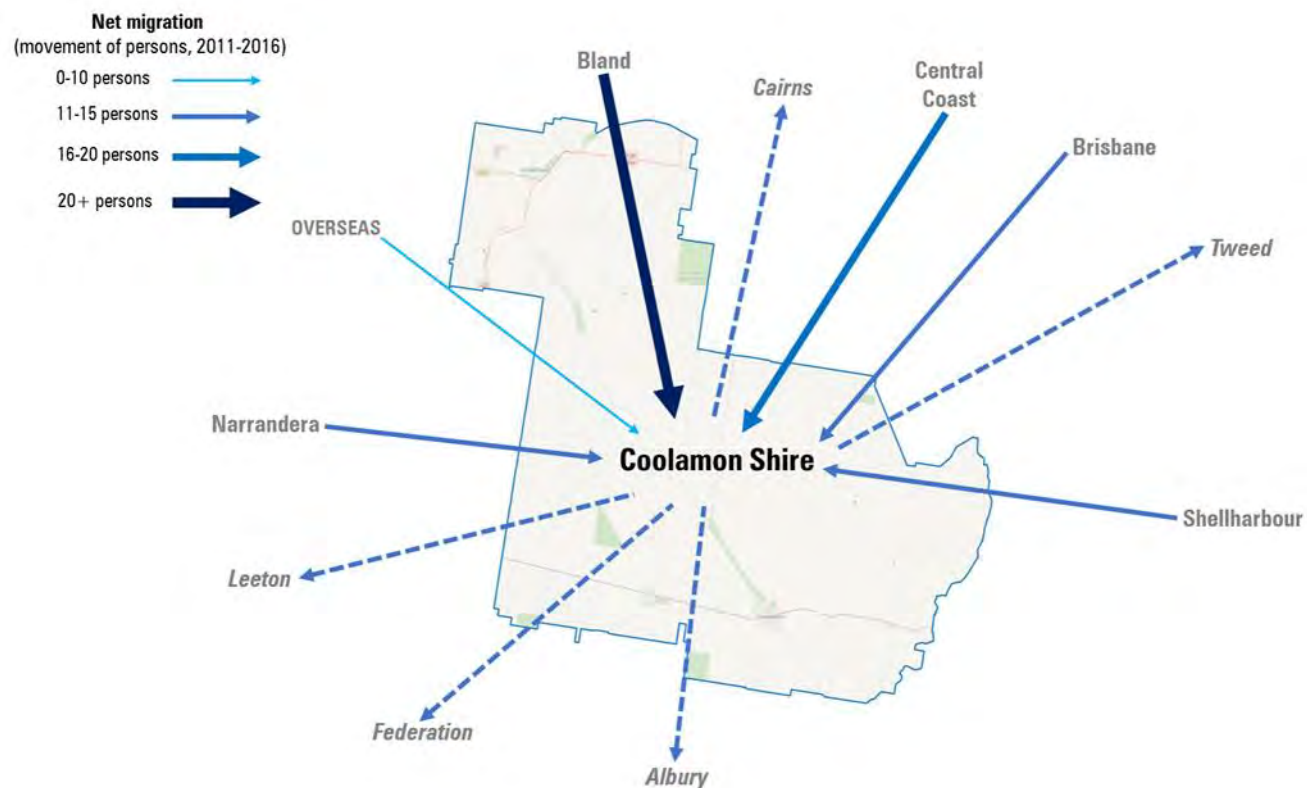 Net migration
(movement of persons, 2011-2016)
0-10 persons
11-15 persons
16-20 persons
20+ persons
Bland
Cairns
Central
Coast
Brisbane
OVERSEAS
Tweed
Narrandera
Coolamon Shire
Shellharbour
Leeton
Federation
Albury